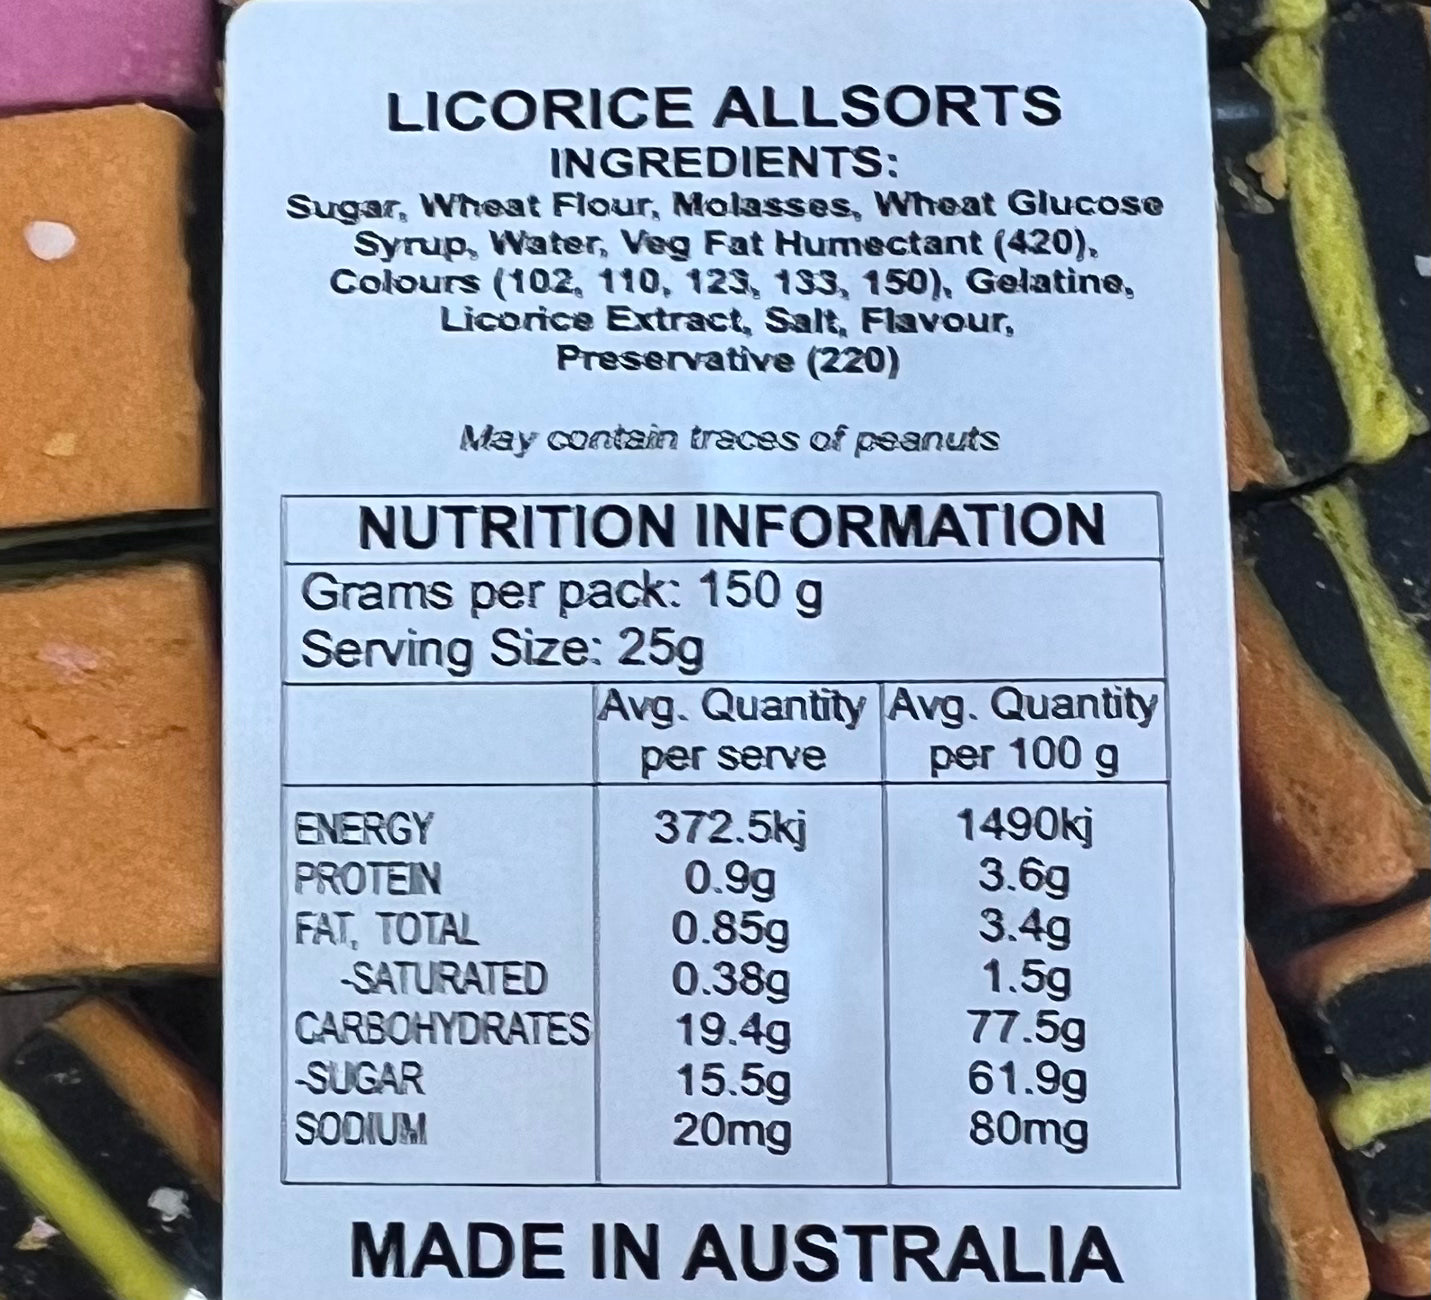 LICORICE ALLSORTS
INGREDIENTS:
Sugar, Wheat Flour, Molasses, Wheat Glucose
Syrup, Water, Veg Fat Humectant (420),
Colours (102, 110, 123, 133, 150), Gelatine,
Licorice Extract, Salt, Flavour,
Preservative (220)
May contain traces of peanuts
NUTRITION INFORMATION
Grams per pack: 150 g
Serving Size: 25g
Avg. Quantity per serve Avg. Quantity per 100 g
ENERGY 372.5kj 1490kj
PROTEIN 0.9g 3.6g
FAT, TOTAL 0.85g 3.4g
-SATURATED 0.38g 1.5g
CARBOHYDRATES 19.4g 77.5g
-SUGAR 15.5g 61.9g
SODIUM 20mg 80mg
MADE IN AUSTRALIA